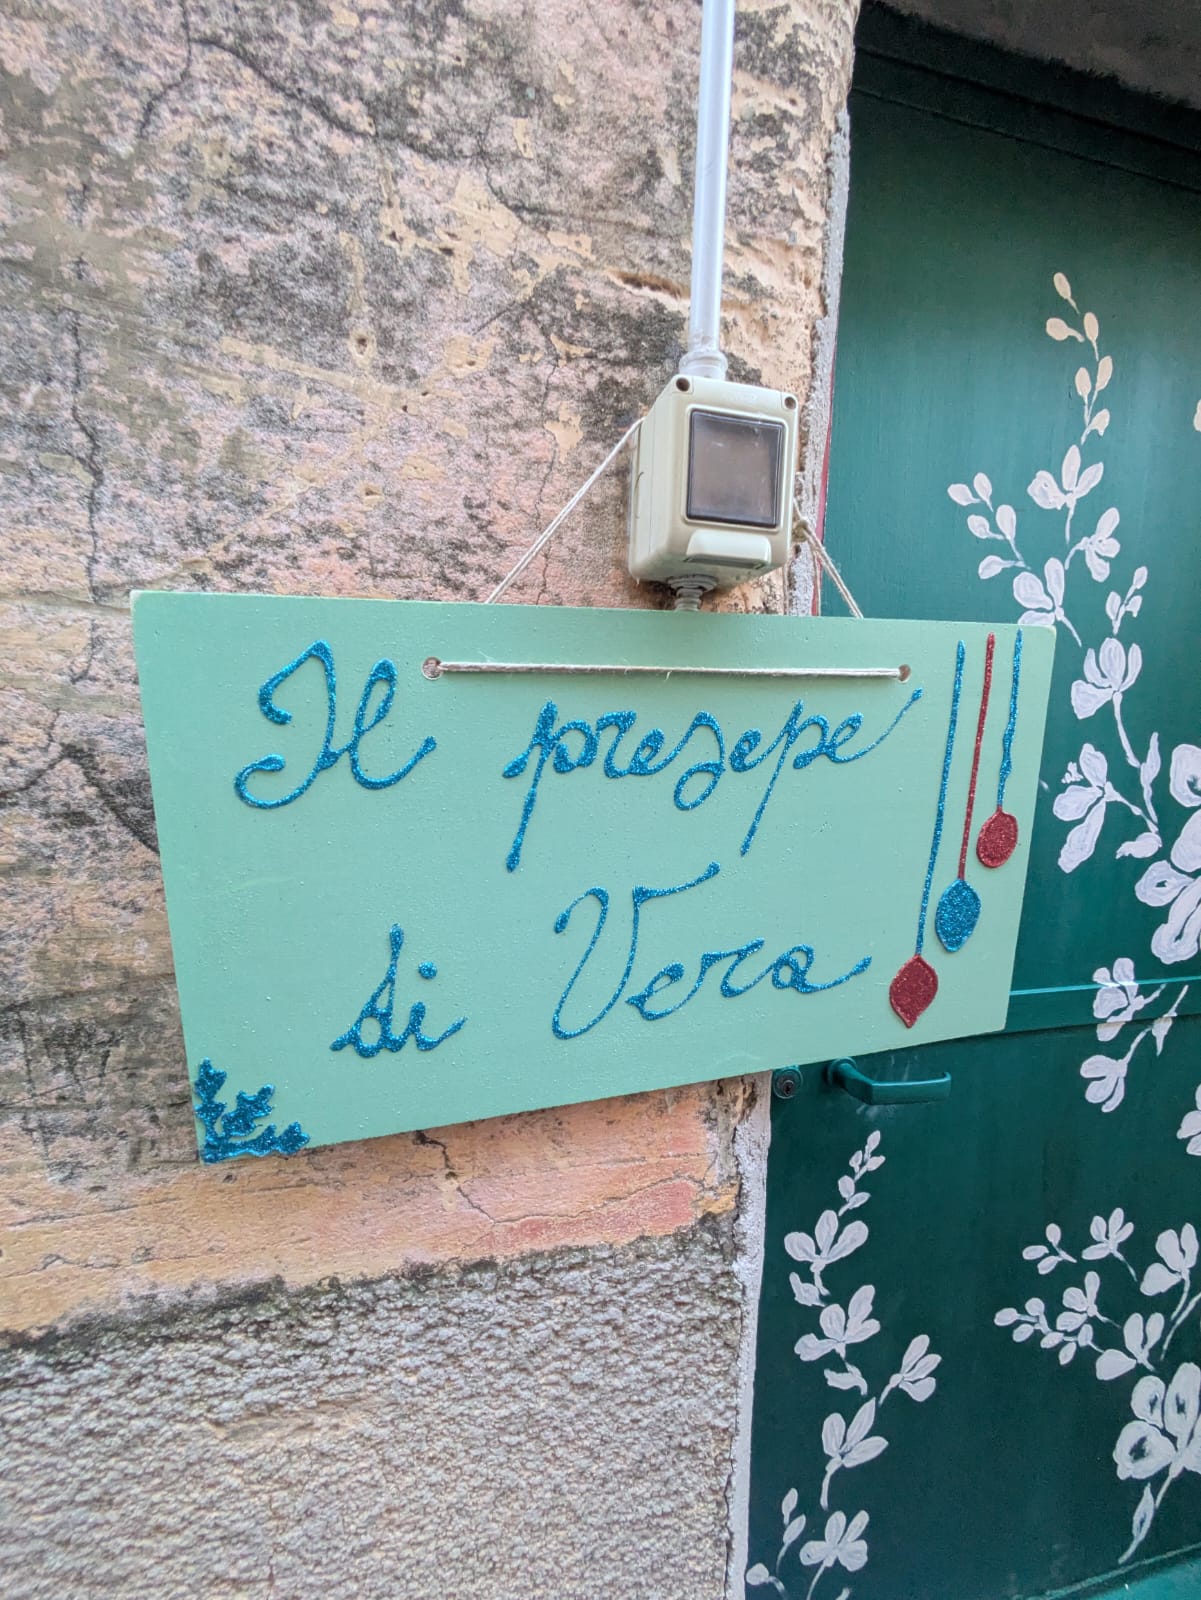 Il presepe
di Vera